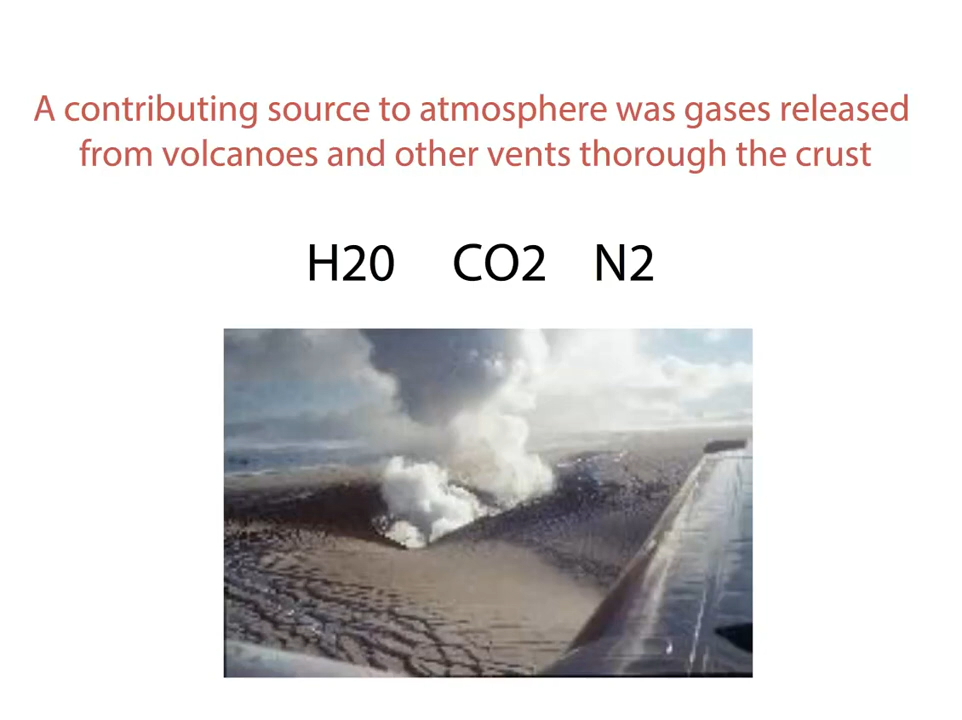 A contributing source to atmosphere was gases released
from volcanoes and other vents thorough the crust
H20 CO2 N2